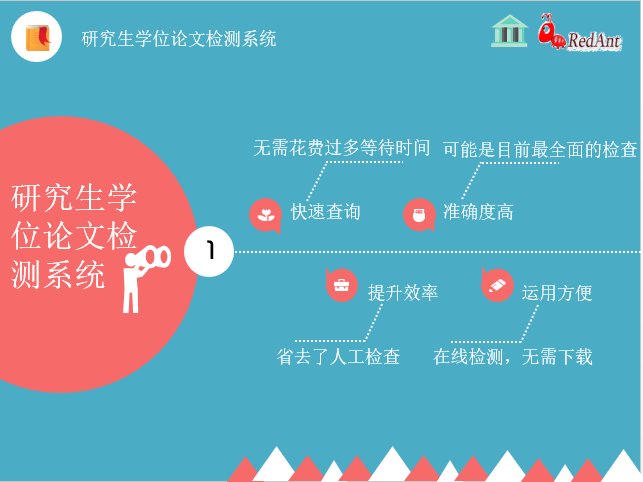 研究生学位论文检测系统
RedAnt
研究生学
位论文检
测系统
1
无需花费过多等待时间
可能是目前最全面的检查
快速查询
准确度高
提升效率
运用方便
省去了人工检查
在线检测，无需下载